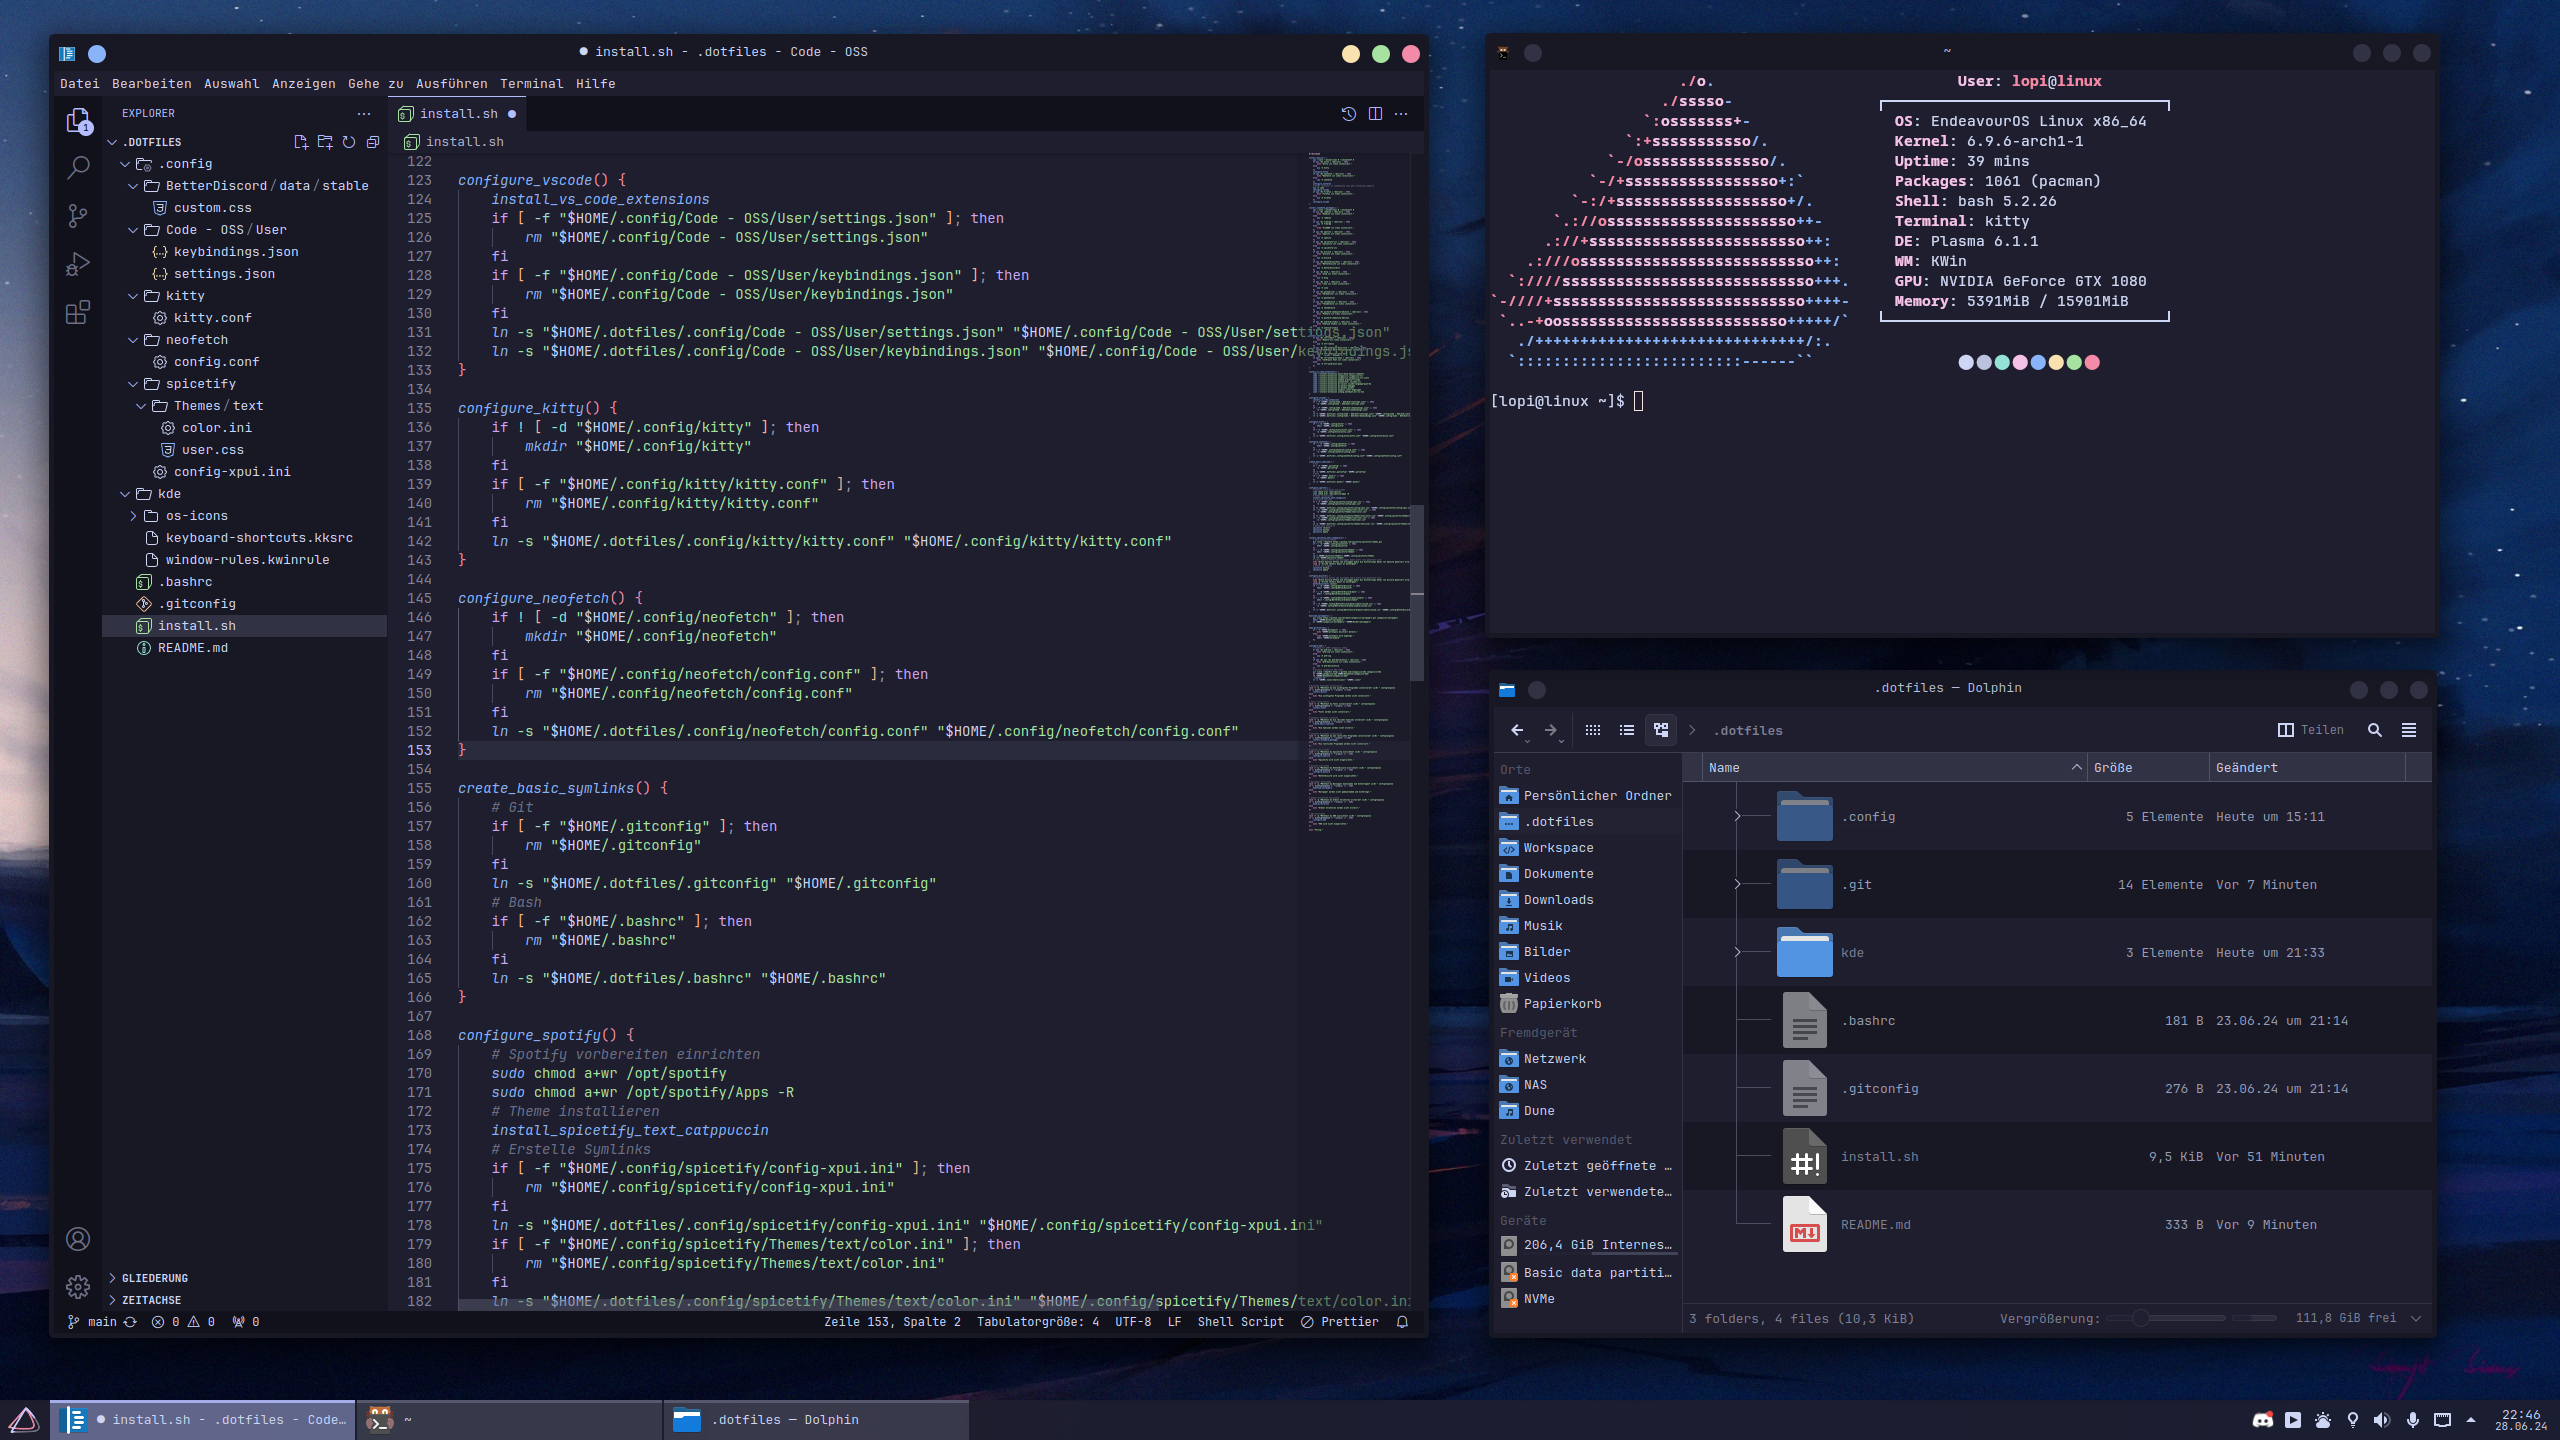 install.sh - .dotfiles - Code - OSS
Datei Bearbeiten Auswahl Anzeigen Gehe zu Ausführen Terminal Hilfe
EXPLORER
.DOTFILES
.config
BetterDiscord/data/stable
custom.css
Code - OSS/User
keybindings.json
settings.json
kitty
kitty.conf
neofetch
config.conf
spicetify
Themes/text
color.ini
user.css
config-xpui.ini
kde
os-icons
keyboard-shortcuts.kksrc
window-rules.kwinrule
.bashrc
.gitconfig
install.sh
README.md
GLIEDERUNG
ZEITACHSE
1
install.sh
install.sh
122
123 configure_vscode() {
124 install_vs_code_extensions
125 if [ -f "$HOME/.config/Code - OSS/User/settings.json" ]; then
126 rm "$HOME/.config/Code - OSS/User/settings.json"
127 fi
128 if [ -f "$HOME/.config/Code - OSS/User/keybindings.json" ]; then
129 rm "$HOME/.config/Code - OSS/User/keybindings.json"
130 fi
131 ln -s "$HOME/.dotfiles/.config/Code - OSS/User/settings.json" "$HOME/.config/Code - OSS/User/settings.json"
132 ln -s "$HOME/.dotfiles/.config/Code - OSS/User/keybindings.json" "$HOME/.config/Code - OSS/User/keybindings.js
133 }
134
135 configure_kitty() {
136 if ! [ -d "$HOME/.config/kitty" ]; then
137 mkdir "$HOME/.config/kitty"
138 fi
139 if [ -f "$HOME/.config/kitty/kitty.conf" ]; then
140 rm "$HOME/.config/kitty/kitty.conf"
141 fi
142 ln -s "$HOME/.dotfiles/.config/kitty/kitty.conf" "$HOME/.config/kitty/kitty.conf"
143 }
144
145 configure_neofetch() {
146 if ! [ -d "$HOME/.config/neofetch" ]; then
147 mkdir "$HOME/.config/neofetch"
148 fi
149 if [ -f "$HOME/.config/neofetch/config.conf" ]; then
150 rm "$HOME/.config/neofetch/config.conf"
151 fi
152 ln -s "$HOME/.dotfiles/.config/neofetch/config.conf" "$HOME/.config/neofetch/config.conf"
153 }
154
155 create_basic_symlinks() {
156 # Git
157 if [ -f "$HOME/.gitconfig" ]; then
158 rm "$HOME/.gitconfig"
159 fi
160 ln -s "$HOME/.dotfiles/.gitconfig" "$HOME/.gitconfig"
161 # Bash
162 if [ -f "$HOME/.bashrc" ]; then
163 rm "$HOME/.bashrc"
164 fi
165 ln -s "$HOME/.dotfiles/.bashrc" "$HOME/.bashrc"
166 }
167
168 configure_spotify() {
169 # Spotify vorbereiten einrichten
170 sudo chmod a+wr /opt/spotify
171 sudo chmod a+wr /opt/spotify/Apps -R
172 # Theme installieren
173 install_spicetify_text_catppuccin
174 # Erstelle Symlinks
175 if [ -f "$HOME/.config/spicetify/config-xpui.ini" ]; then
176 rm "$HOME/.config/spicetify/config-xpui.ini"
177 fi
178 ln -s "$HOME/.dotfiles/.config/spicetify/config-xpui.ini" "$HOME/.config/spicetify/config-xpui.ini"
179 if [ -f "$HOME/.config/spicetify/Themes/text/color.ini" ]; then
180 rm "$HOME/.config/spicetify/Themes/text/color.ini"
181 fi
182 ln -s "$HOME/.dotfiles/.config/spicetify/Themes/text/color.ini" "$HOME/.config/spicetify/Themes/text/color.ini
main 0 0 0 Zeile 153, Spalte 2 Tabulatorgröße: 4 UTF-8 LF Shell Script Prettier
~
User: lopi@linux
OS: EndeavourOS Linux x86_64
Kernel: 6.9.6-arch1-1
Uptime: 39 mins
Packages: 1061 (pacman)
Shell: bash 5.2.26
Terminal: kitty
DE: Plasma 6.1.1
WM: KWin
GPU: NVIDIA GeForce GTX 1080
Memory: 5391MiB / 15901MiB
[lopi@linux ~]$
.dotfiles — Dolphin
.dotfiles
Teilen
Orte
Persönlicher Ordner
.dotfiles
Workspace
Dokumente
Downloads
Musik
Bilder
Videos
Papierkorb
Fremdgerät
Netzwerk
NAS
Dune
Zuletzt verwendet
Zuletzt geöffnete …
Zuletzt verwendete…
Geräte
206,4 GiB Internes…
Basic data partiti…
NVMe
Name Größe Geändert
.config 5 Elemente Heute um 15:11
.git 14 Elemente Vor 7 Minuten
kde 3 Elemente Heute um 21:33
.bashrc 181 B 23.06.24 um 21:14
.gitconfig 276 B 23.06.24 um 21:14
#! install.sh 9,5 KiB Vor 51 Minuten
M README.md 333 B Vor 9 Minuten
3 folders, 4 files (10,3 KiB) Vergrößerung: 111,8 GiB frei
install.sh - .dotfiles - Code… ~ .dotfiles — Dolphin
22:46
28.06.24